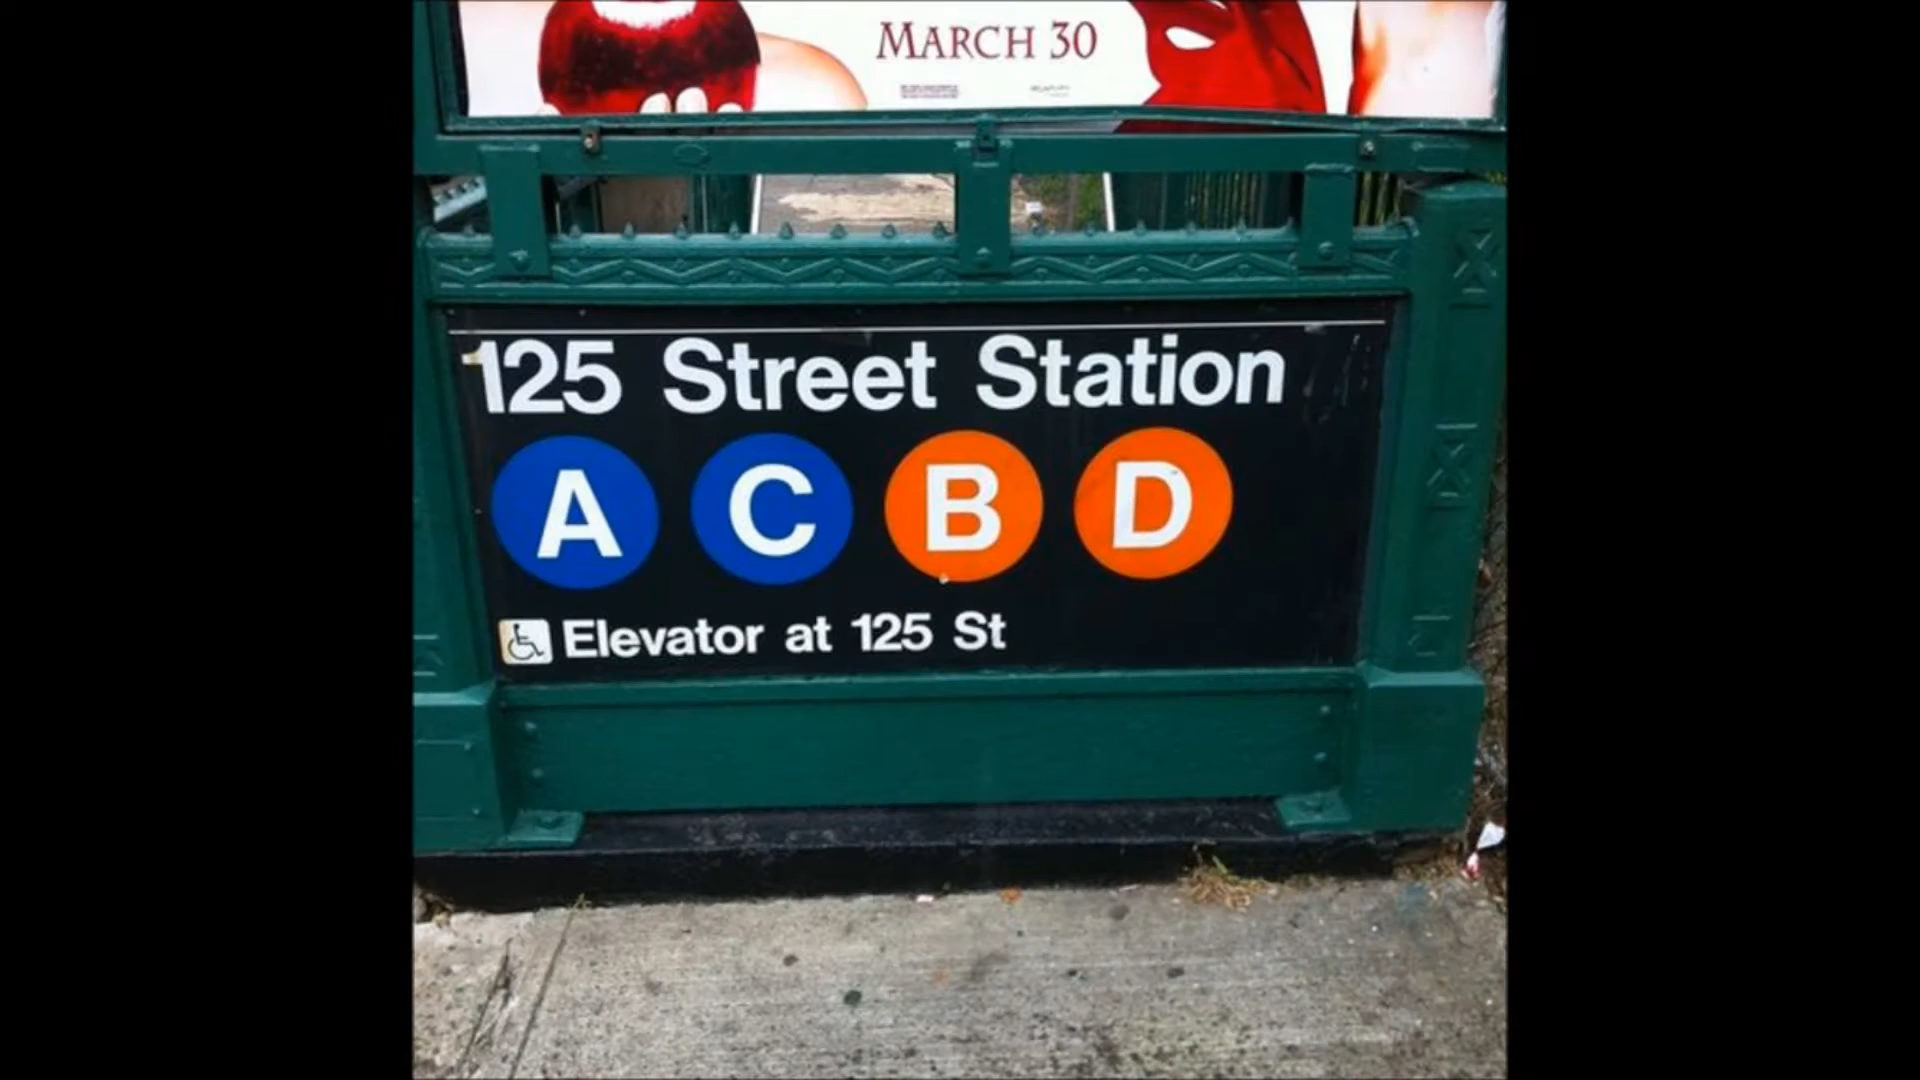 MARCH 30
125 Street Station
A C B D
Elevator at 125 St